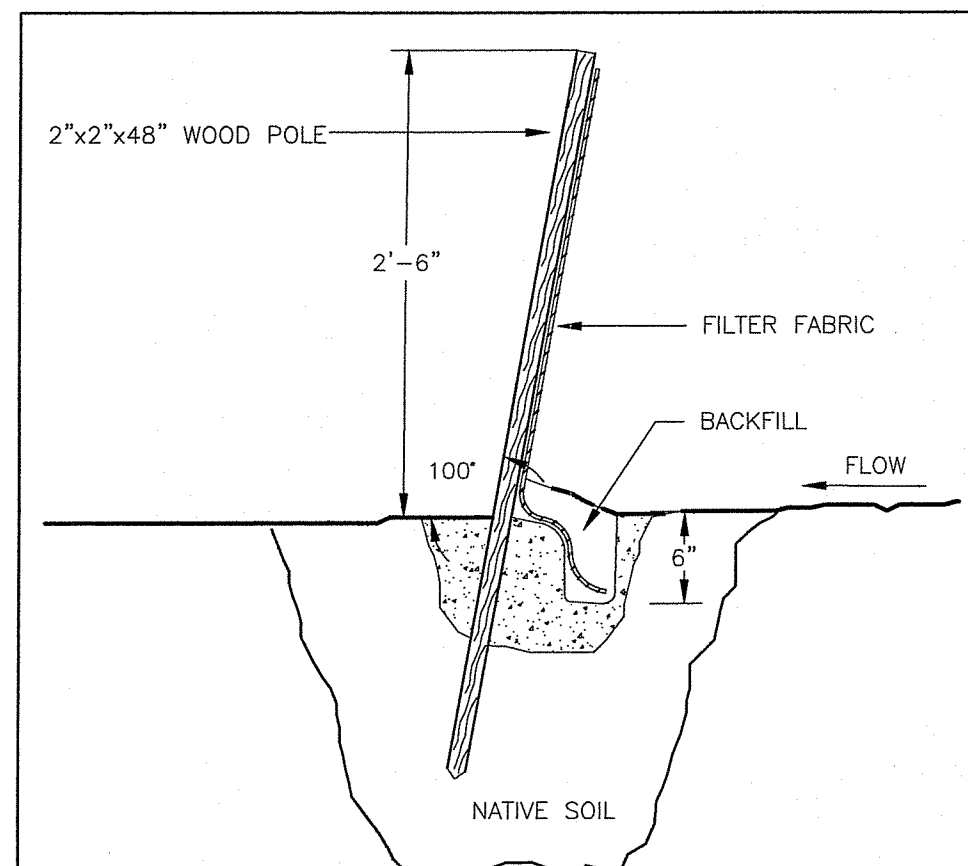 2"x2"x48" WOOD POLE
2'-6"
FILTER FABRIC
BACKFILL
FLOW
100°
6"
NATIVE SOIL